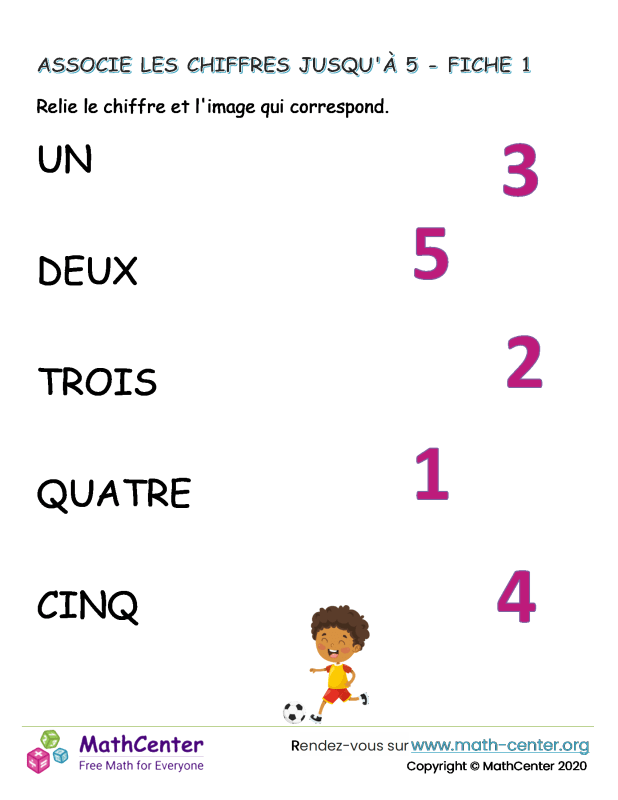 ASSOCIE LES CHIFFRES JUSQU'À 5 - FICHE 1
Relie le chiffre et l'image qui correspond.
UN
3
5
DEUX
2
TROIS
1
QUATRE
4
CINQ
MathCenter
Free Math for Everyone
Rendez-vous sur www.math-center.org
Copyright © MathCenter 2020